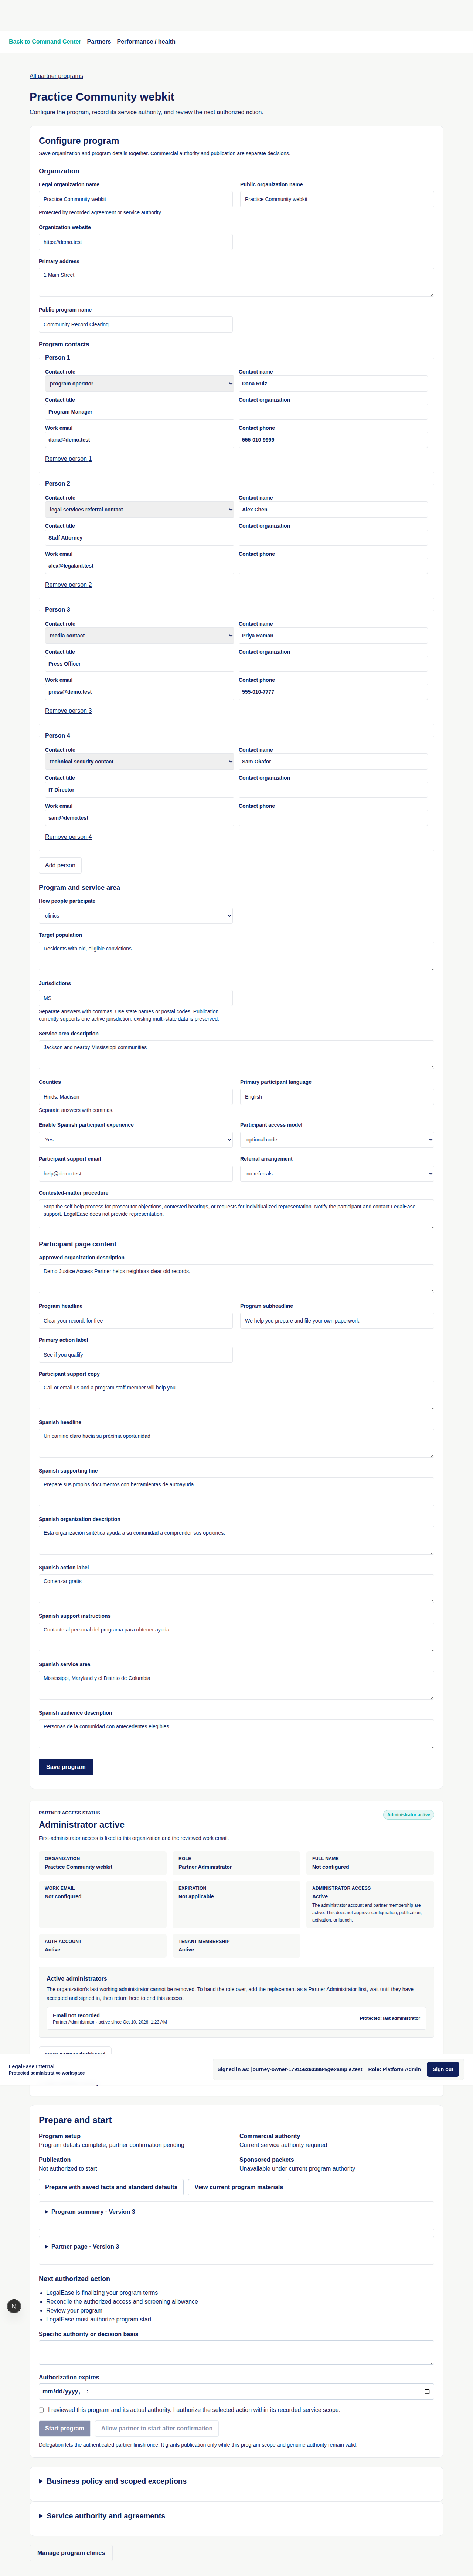 Back to Command Center Partners Performance / health
All partner programs
Practice Community webkit
Configure the program, record its service authority, and review the next authorized action.
Configure program
Save organization and program details together. Commercial authority and publication are separate decisions.
Organization
Legal organization name
Public organization name
Practice Community webkit
Practice Community webkit
Protected by recorded agreement or service authority.
Organization website
https://demo.test
Primary address
1 Main Street
Public program name
Community Record Clearing
Program contacts
Person 1
Contact role
Contact name
program operator
Dana Ruiz
Contact title
Contact organization
Program Manager
Work email
Contact phone
dana@demo.test
555-010-9999
Remove person 1
Person 2
Contact role
Contact name
legal services referral contact
Alex Chen
Contact title
Contact organization
Staff Attorney
Work email
Contact phone
alex@legalaid.test
Remove person 2
Person 3
Contact role
Contact name
media contact
Priya Raman
Contact title
Contact organization
Press Officer
Work email
Contact phone
press@demo.test
555-010-7777
Remove person 3
Person 4
Contact role
Contact name
technical security contact
Sam Okafor
Contact title
Contact organization
IT Director
Work email
Contact phone
sam@demo.test
Remove person 4
Add person
Program and service area
How people participate
clinics
Target population
Residents with old, eligible convictions.
Jurisdictions
MS
Separate answers with commas. Use state names or postal codes. Publication
currently supports one active jurisdiction; existing multi-state data is preserved.
Service area description
Jackson and nearby Mississippi communities
Counties
Primary participant language
Hinds, Madison
English
Separate answers with commas.
Enable Spanish participant experience
Participant access model
Yes
optional code
Participant support email
Referral arrangement
help@demo.test
no referrals
Contested-matter procedure
Stop the self-help process for prosecutor objections, contested hearings, or requests for individualized representation. Notify the participant and contact LegalEase
support. LegalEase does not provide representation.
Participant page content
Approved organization description
Demo Justice Access Partner helps neighbors clear old records.
Program headline
Program subheadline
Clear your record, for free
We help you prepare and file your own paperwork.
Primary action label
See if you qualify
Participant support copy
Call or email us and a program staff member will help you.
Spanish headline
Un camino claro hacia su próxima oportunidad
Spanish supporting line
Prepare sus propios documentos con herramientas de autoayuda.
Spanish organization description
Esta organización sintética ayuda a su comunidad a comprender sus opciones.
Spanish action label
Comenzar gratis
Spanish support instructions
Contacte al personal del programa para obtener ayuda.
Spanish service area
Mississippi, Maryland y el Distrito de Columbia
Spanish audience description
Personas de la comunidad con antecedentes elegibles.
Save program
PARTNER ACCESS STATUS
Administrator active
Administrator active
First-administrator access is fixed to this organization and the reviewed work email.
ORGANIZATION
Practice Community webkit
ROLE
Partner Administrator
FULL NAME
Not configured
WORK EMAIL
Not configured
EXPIRATION
Not applicable
ADMINISTRATOR ACCESS
Active
The administrator account and partner membership are
active. This does not approve configuration, publication,
activation, or launch.
AUTH ACCOUNT
Active
TENANT MEMBERSHIP
Active
Active administrators
The organization's last working administrator cannot be removed. To hand the role over, add the replacement as a Partner Administrator first, wait until they have
accepted and signed in, then return here to end this access.
Email not recorded
Partner Administrator · active since Oct 10, 2026, 1:23 AM
Protected: last administrator
LegalEase Internal
Protected administrative workspace
Signed in as: journey-owner-1791562633884@example.test Role: Platform Admin Sign out
Prepare and start
Program setup
Program details complete; partner confirmation pending
Commercial authority
Current service authority required
Publication
Not authorized to start
Sponsored packets
Unavailable under current program authority
Prepare with saved facts and standard defaults
View current program materials
Program summary · Version 3
Partner page · Version 3
Next authorized action
LegalEase is finalizing your program terms
Reconcile the authorized access and screening allowance
Review your program
LegalEase must authorize program start
Specific authority or decision basis
Authorization expires
mm/dd/yyyy, --:-- --
I reviewed this program and its actual authority. I authorize the selected action within its recorded service scope.
Start program
Allow partner to start after confirmation
Delegation lets the authenticated partner finish once. It grants publication only while this program scope and genuine authority remain valid.
Business policy and scoped exceptions
Service authority and agreements
Manage program clinics